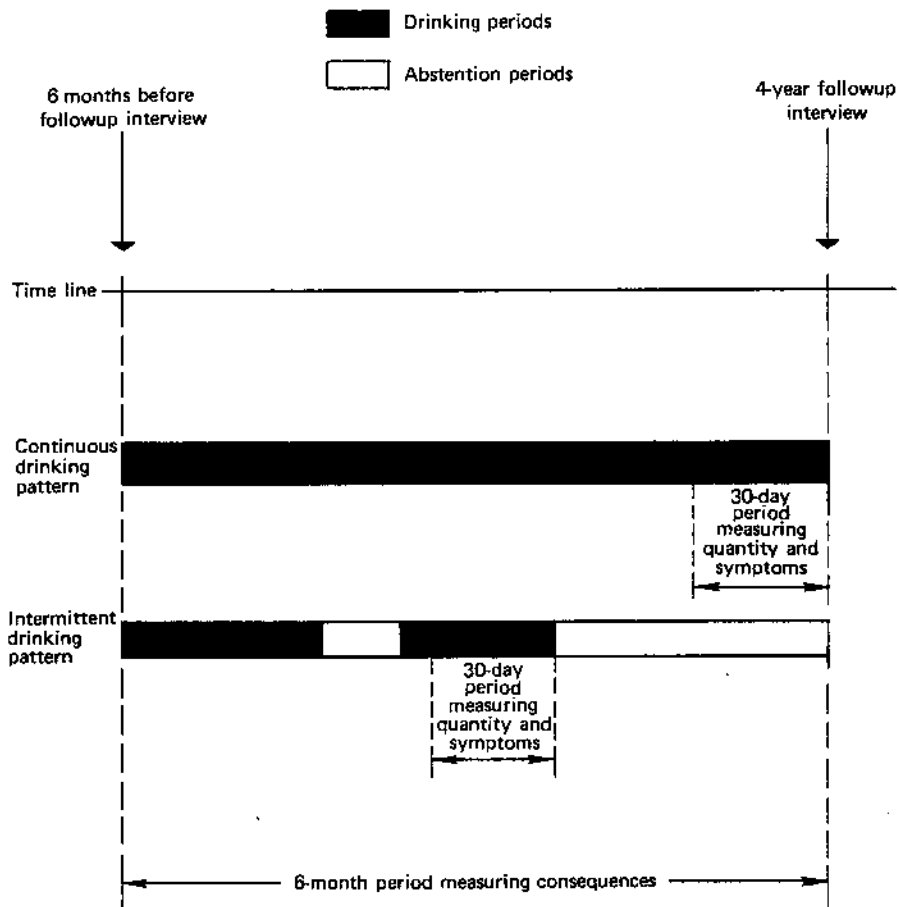 Drinking periods
Abstention periods
6 months before
followup interview
4-year followup
interview
Time line
Continuous
drinking
pattern
30-day
period
measuring
quantity and
symptoms
Intermittent
drinking
pattern
30-day
period
measuring
quantity and
symptoms
6-month period measuring consequences